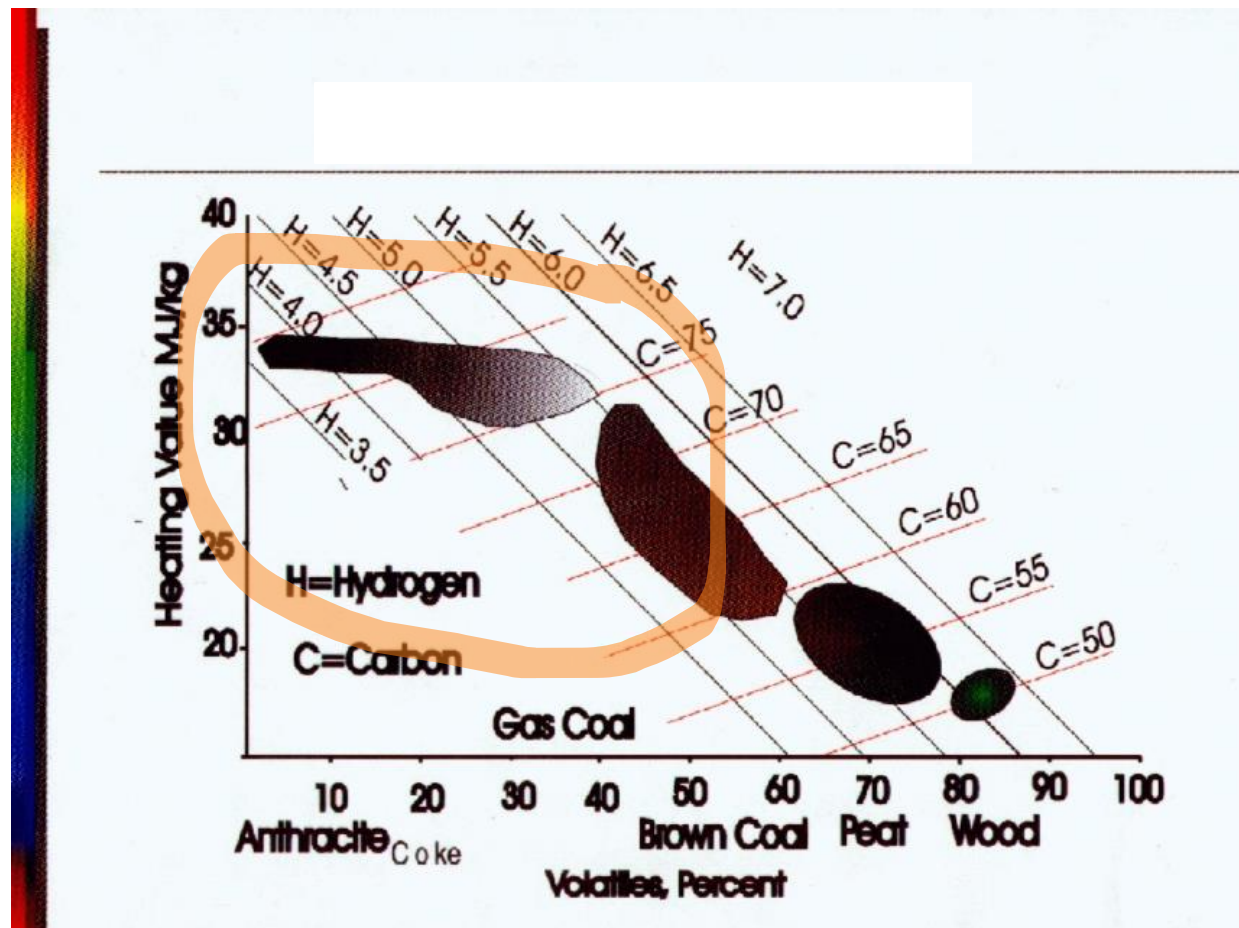 40
H=4.5
H=5.0
H=5.5
H=6.0
H=6.5
H=7.0
H=4.0
35
C=75
Heating Value MJ/kg
30
H=3.5
C=70
C=65
25
C=60
H=Hydrogen
C=55
20
C=Carbon
C=50
Gas Coal
10 20 30 40 50 60 70 80 90 100
Anthracite Coke Brown Coal Peat Wood
Volatiles, Percent